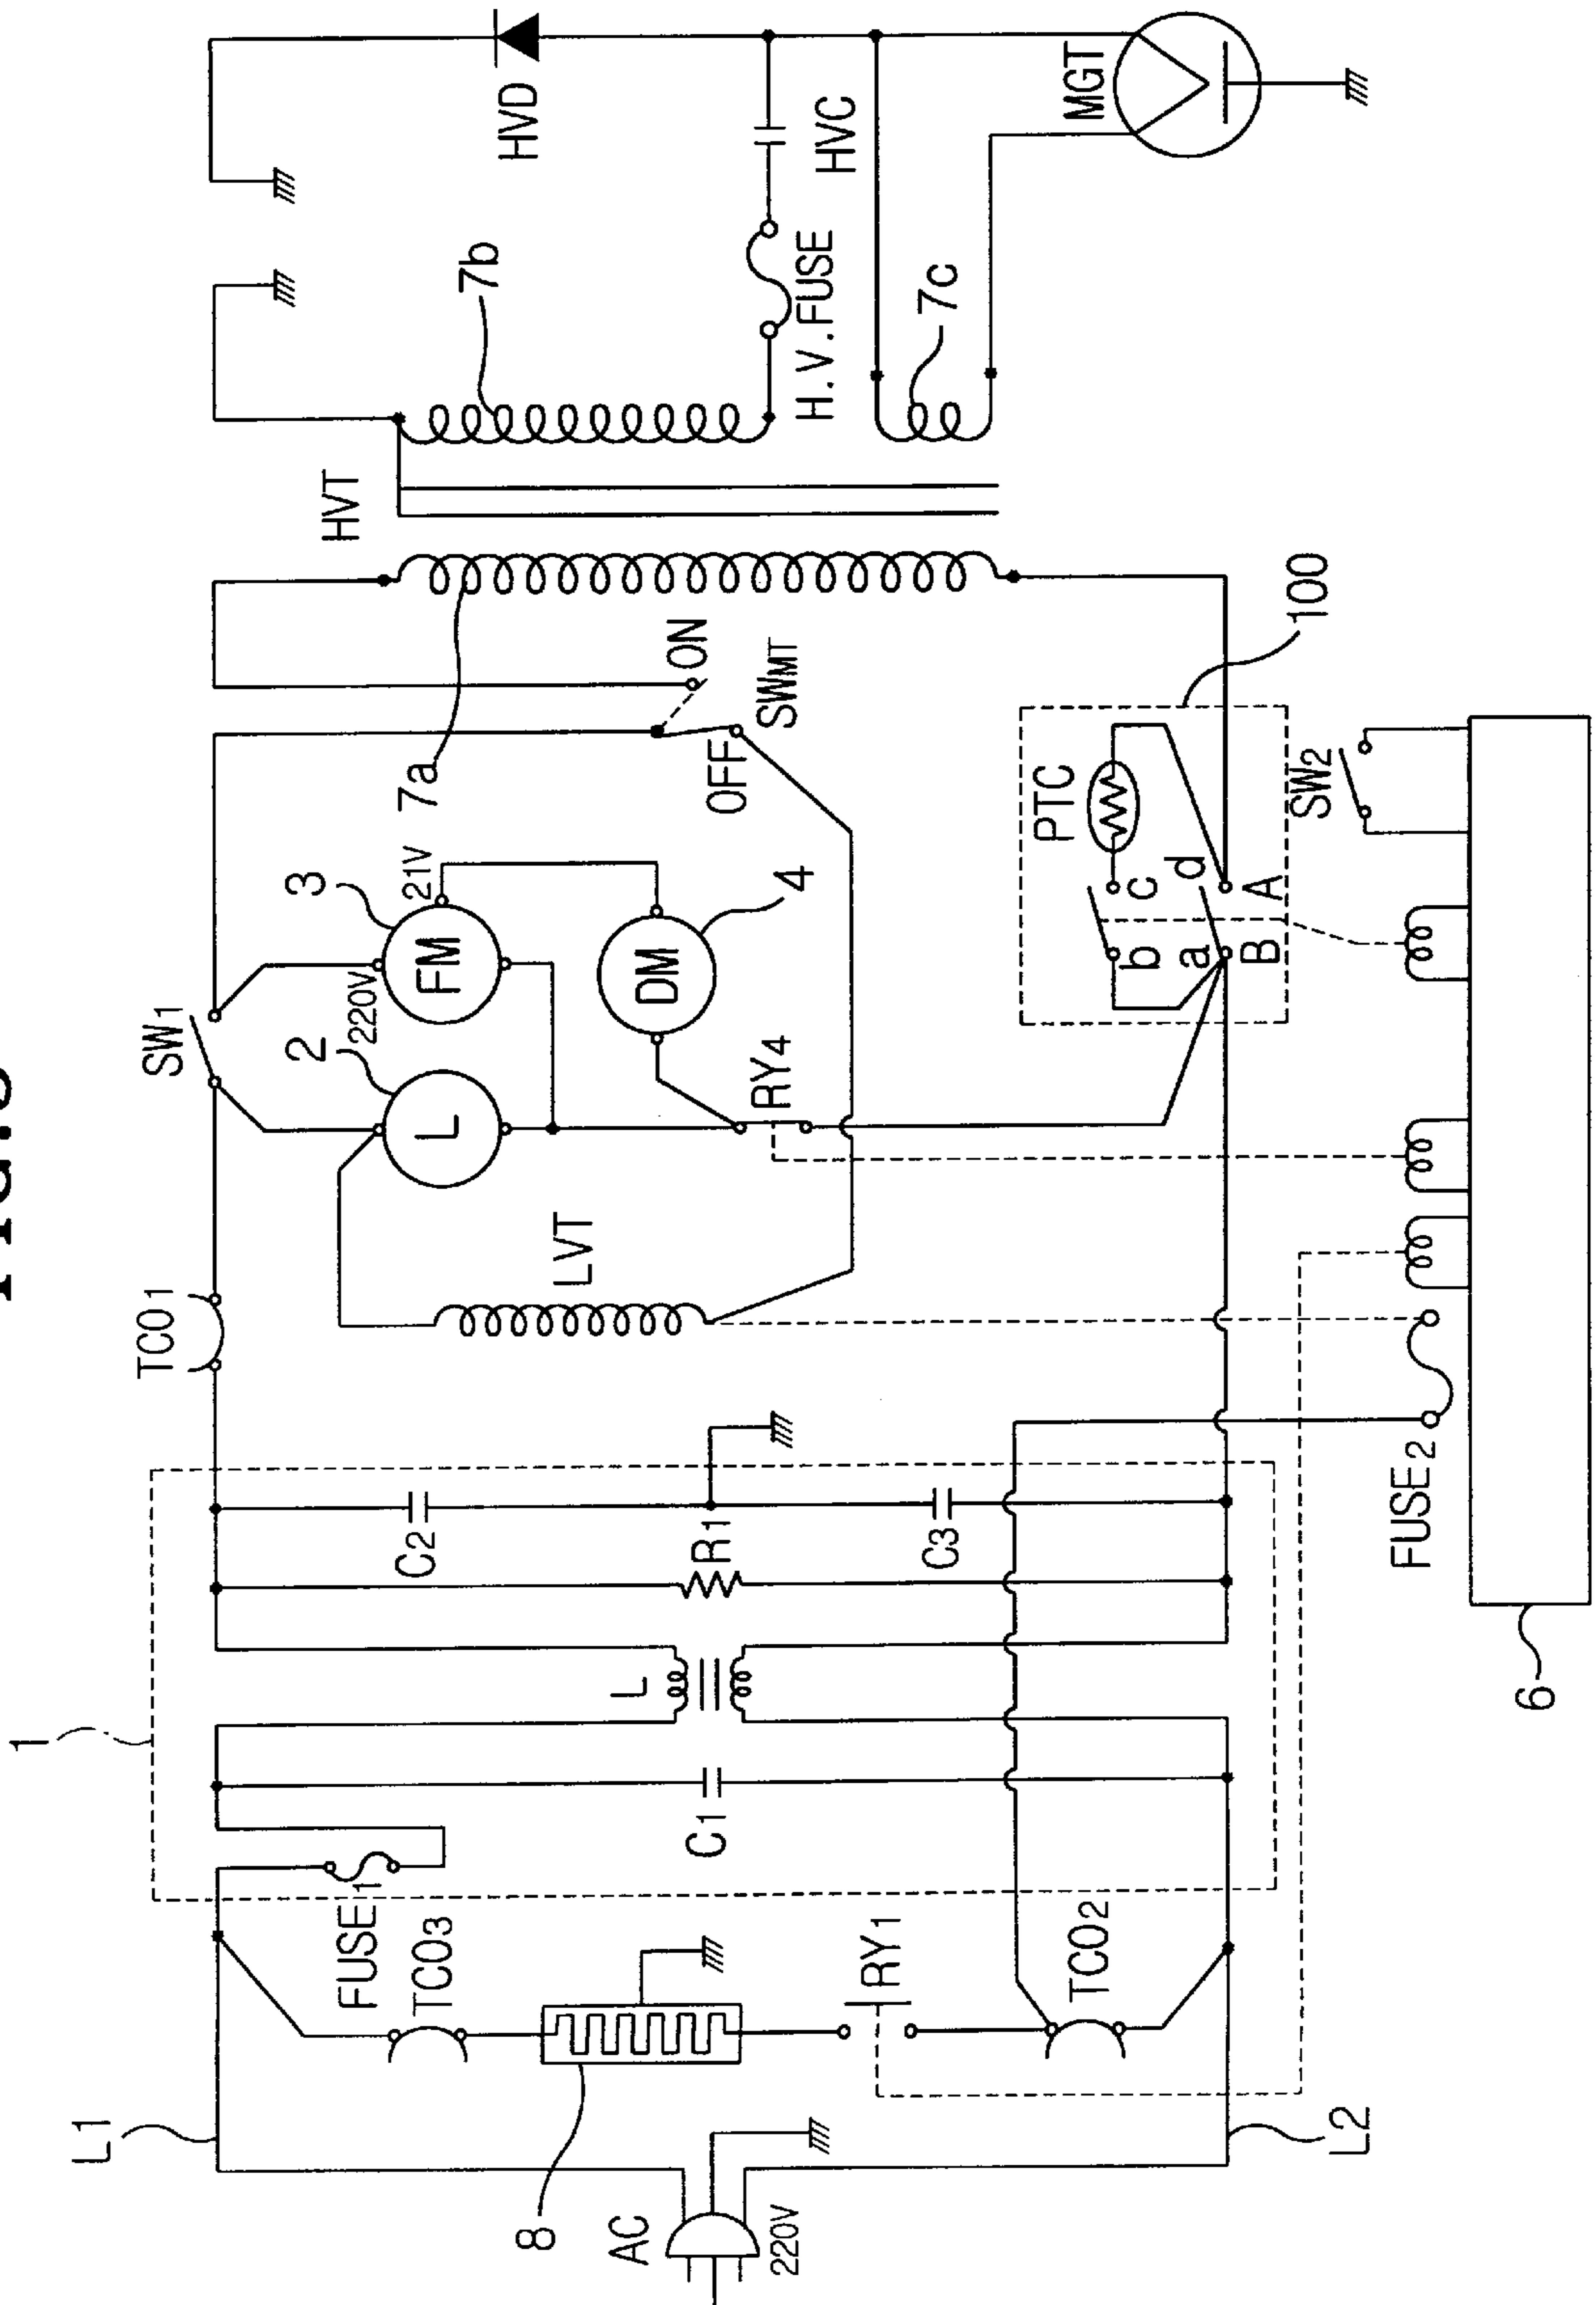 L1
1
TCO1
SW1
HVT
FUSE1
TCO3
C2
2
3
220V
21V
7a
7b
HVD
8
L
L
FM
AC
220V
C1
R1
LVT
DM
4
ON
OFF
SWMT
H.V.FUSE
HVC
RY1
C3
RY4
7c
MGT
TCO2
PTC
b
c
a
d
B
A
100
L2
FUSE2
SW2
6